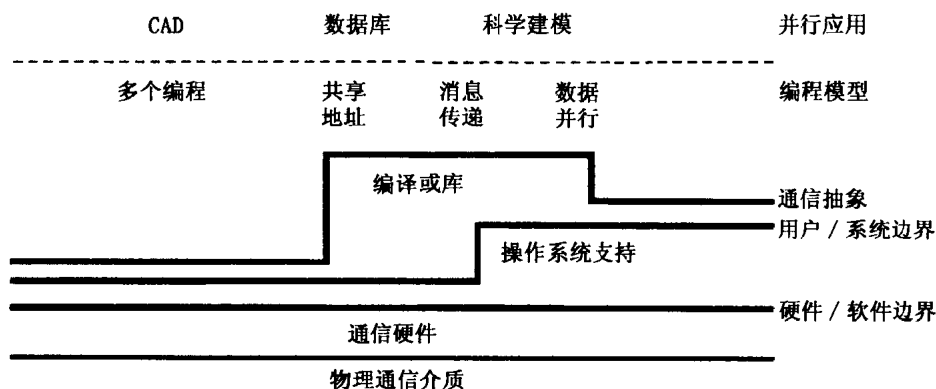 CAD 数据库 科学建模 并行应用
多个编程 共享地址 消息传递 数据并行 编程模型
编译或库
通信抽象
用户/系统边界
操作系统支持
硬件/软件边界
通信硬件
物理通信介质